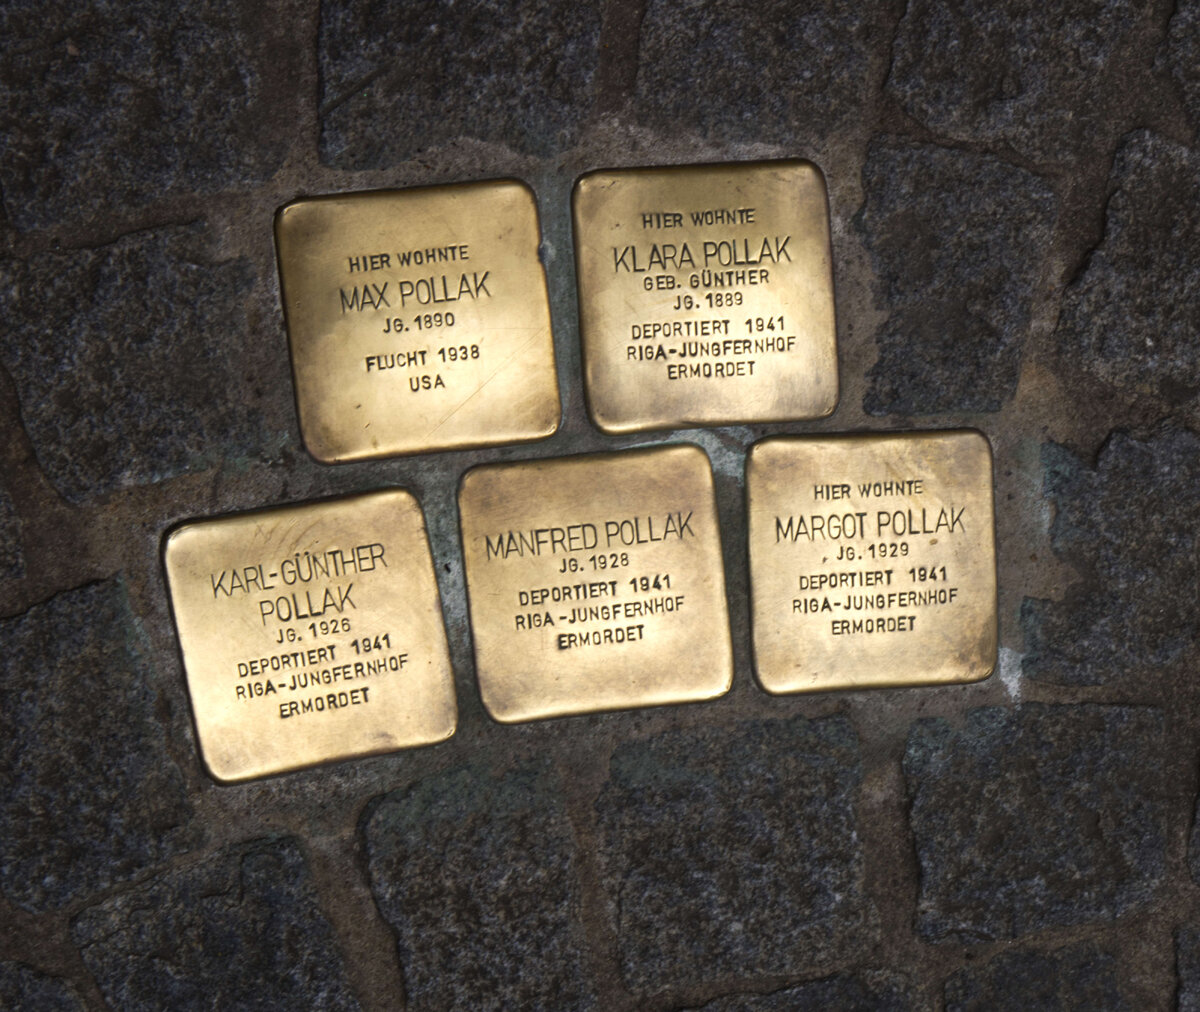 HIER WOHNTE
MAX POLLAK
JG. 1890
FLUCHT 1938
USA
HIER WOHNTE
KLARA POLLAK
GEB. GÜNTHER
JG. 1889
DEPORTIERT 1941
RIGA-JUNGFERNHOF
ERMORDET
KARL-GÜNTHER
POLLAK
JG. 1926
DEPORTIERT 1941
RIGA-JUNGFERNHOF
ERMORDET
MANFRED POLLAK
JG. 1928
DEPORTIERT 1941
RIGA-JUNGFERNHOF
ERMORDET
HIER WOHNTE
MARGOT POLLAK
JG. 1929
DEPORTIERT 1941
RIGA-JUNGFERNHOF
ERMORDET